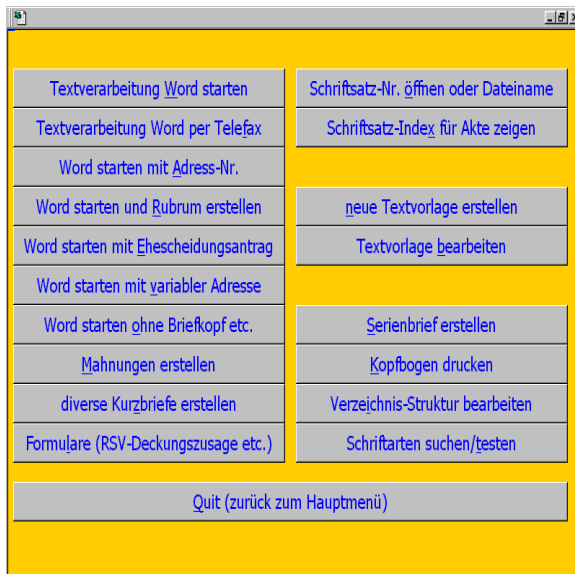 Textverarbeitung Word starten
Textverarbeitung Word per Telefax
Word starten mit Adress-Nr.
Word starten und Rubrum erstellen
Word starten mit Ehescheidungsantrag
Word starten mit variabler Adresse
Word starten ohne Briefkopf etc.
Mahnungen erstellen
diverse Kurzbriefe erstellen
Formulare (RSV-Deckungszusage etc.)
Schriftsatz-Nr. öffnen oder Dateiname
Schriftsatz-Index für Akte zeigen
neue Textvorlage erstellen
Textvorlage bearbeiten
Serienbrief erstellen
Kopfbogen drucken
Verzeichnis-Struktur bearbeiten
Schriftarten suchen/testen
Quit (zurück zum Hauptmenü)